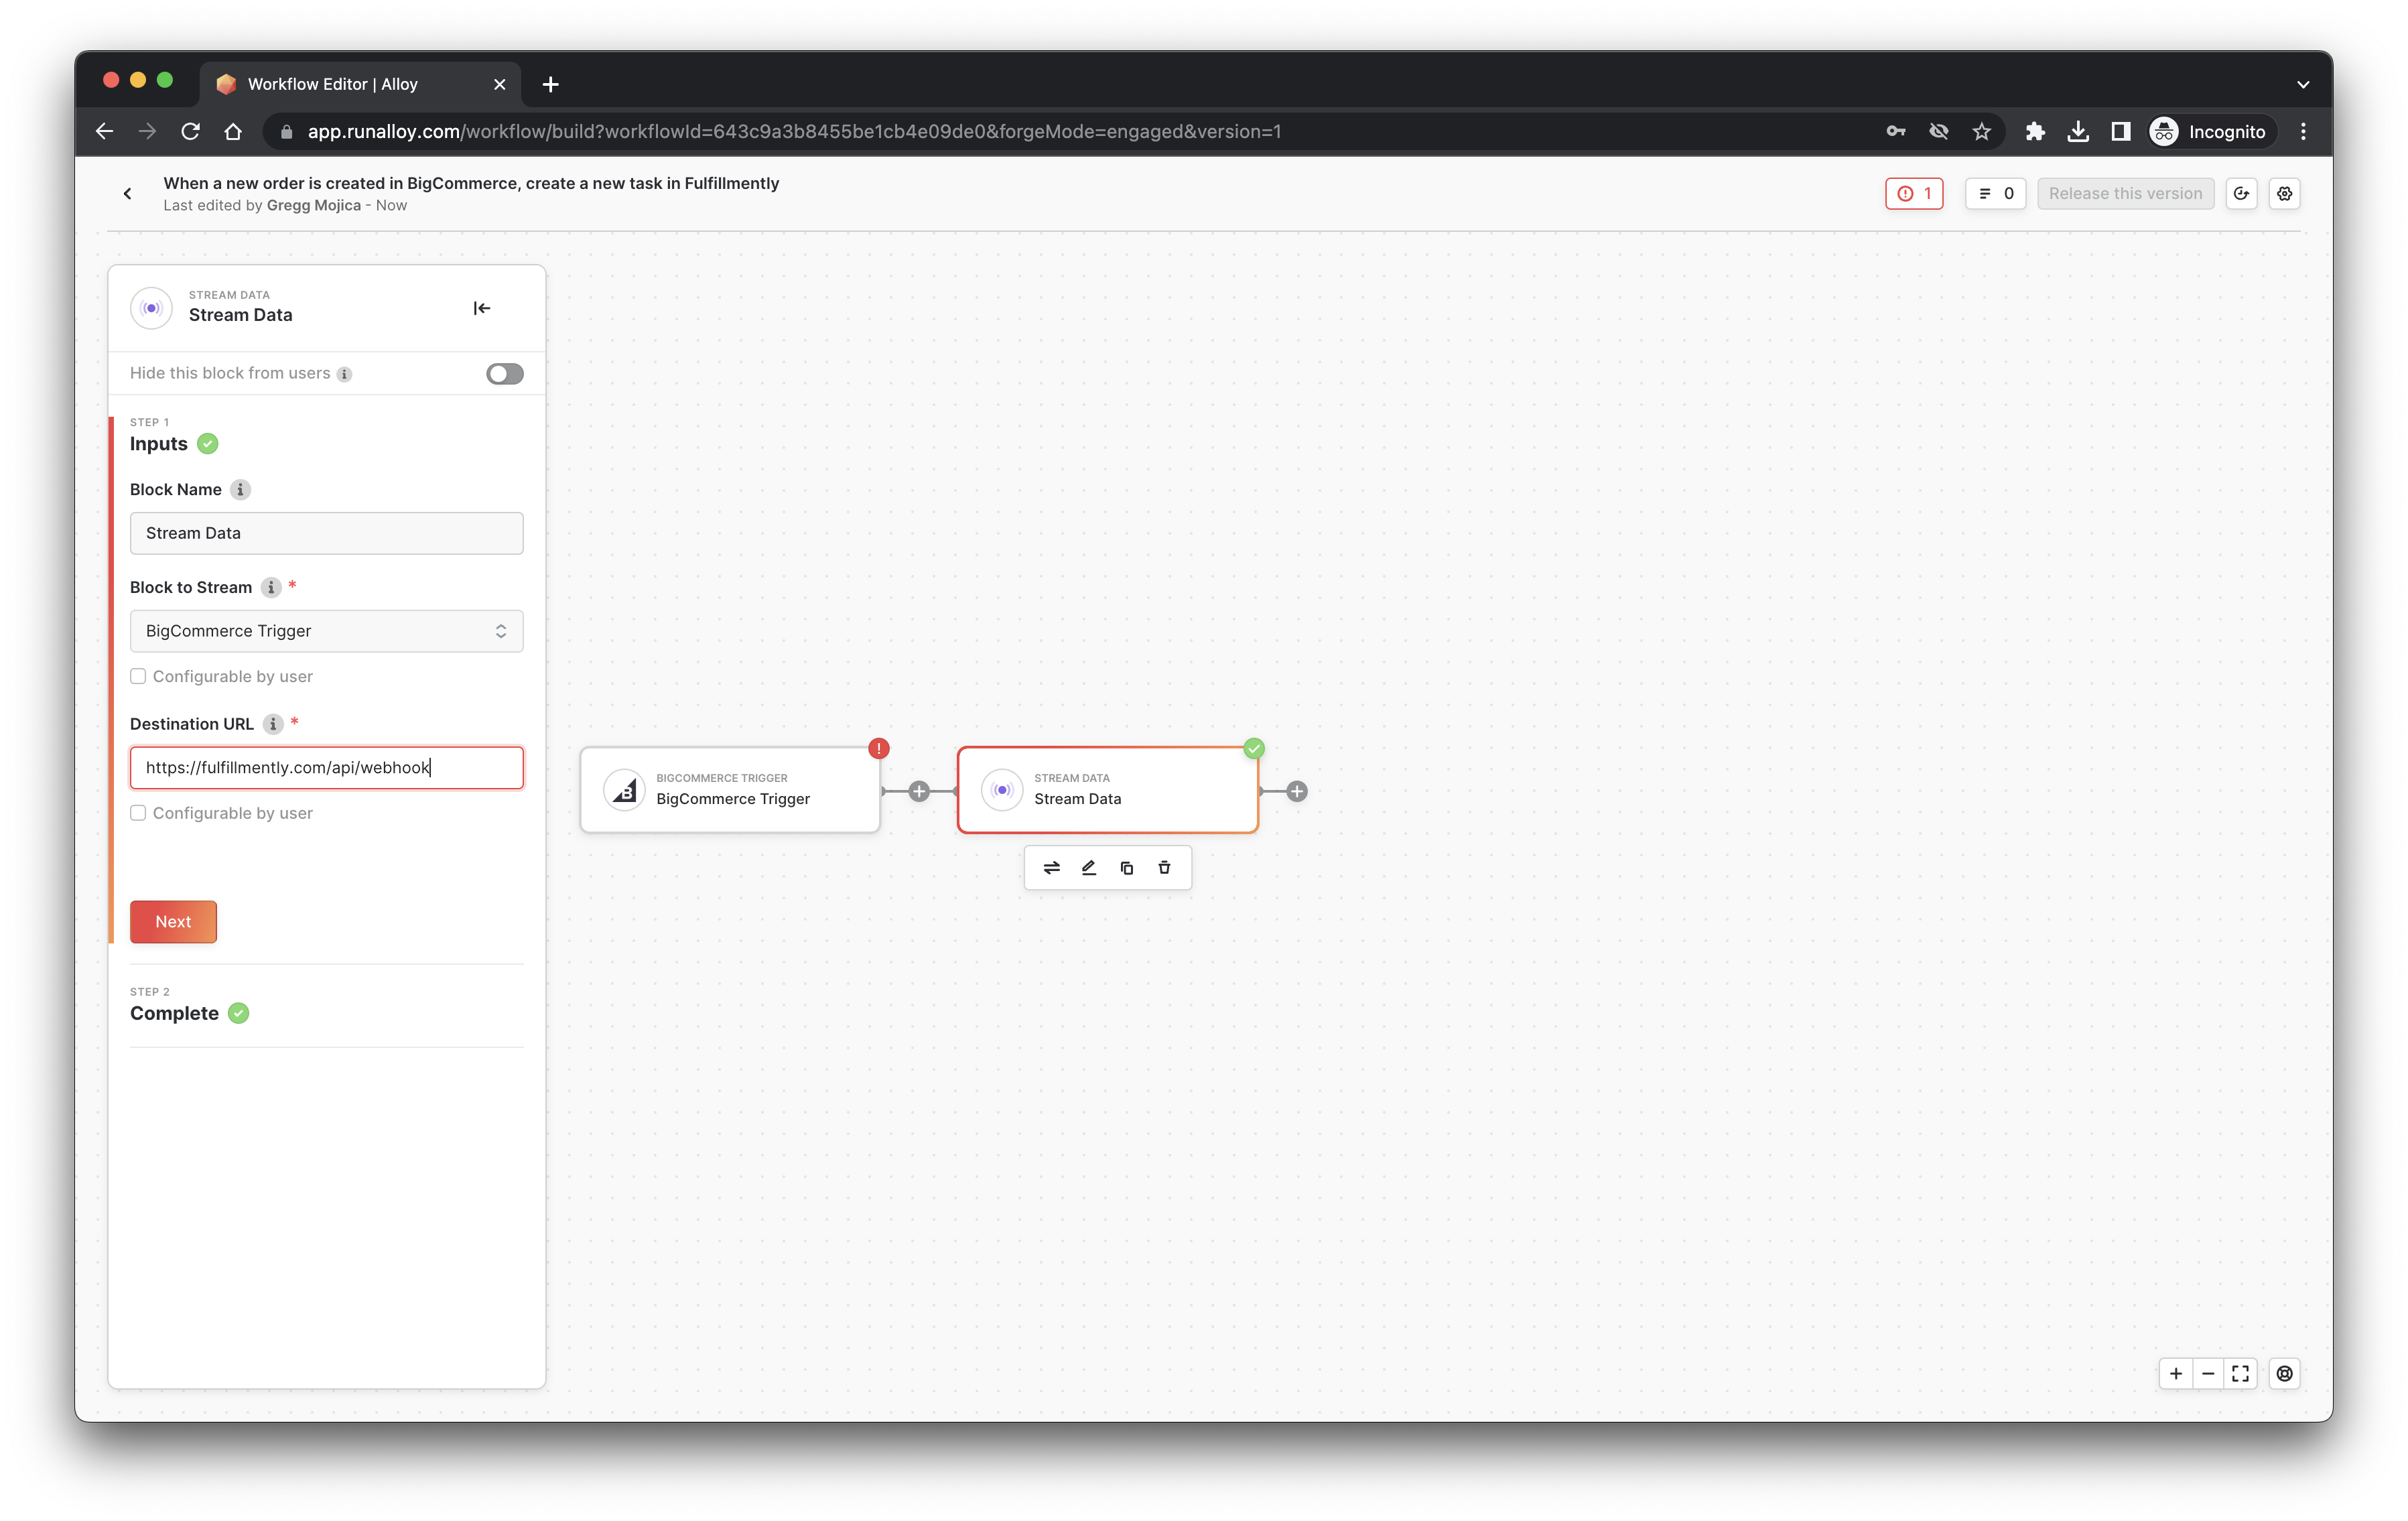 Workflow Editor | Alloy
app.runalloy.com/workflow/build?workflowId=643c9a3b8455be1cb4e09de0&forgeMode=engaged&version=1
Incognito
When a new order is created in BigCommerce, create a new task in Fulfillmently
Last edited by Gregg Mojica - Now
1
0
Release this version
STREAM DATA
Stream Data
Hide this block from users
STEP 1
Inputs
Block Name
Stream Data
Block to Stream *
BigCommerce Trigger
Configurable by user
Destination URL *
https://fulfillmently.com/api/webhook
Configurable by user
Next
STEP 2
Complete
BIGCOMMERCE TRIGGER
BigCommerce Trigger
STREAM DATA
Stream Data